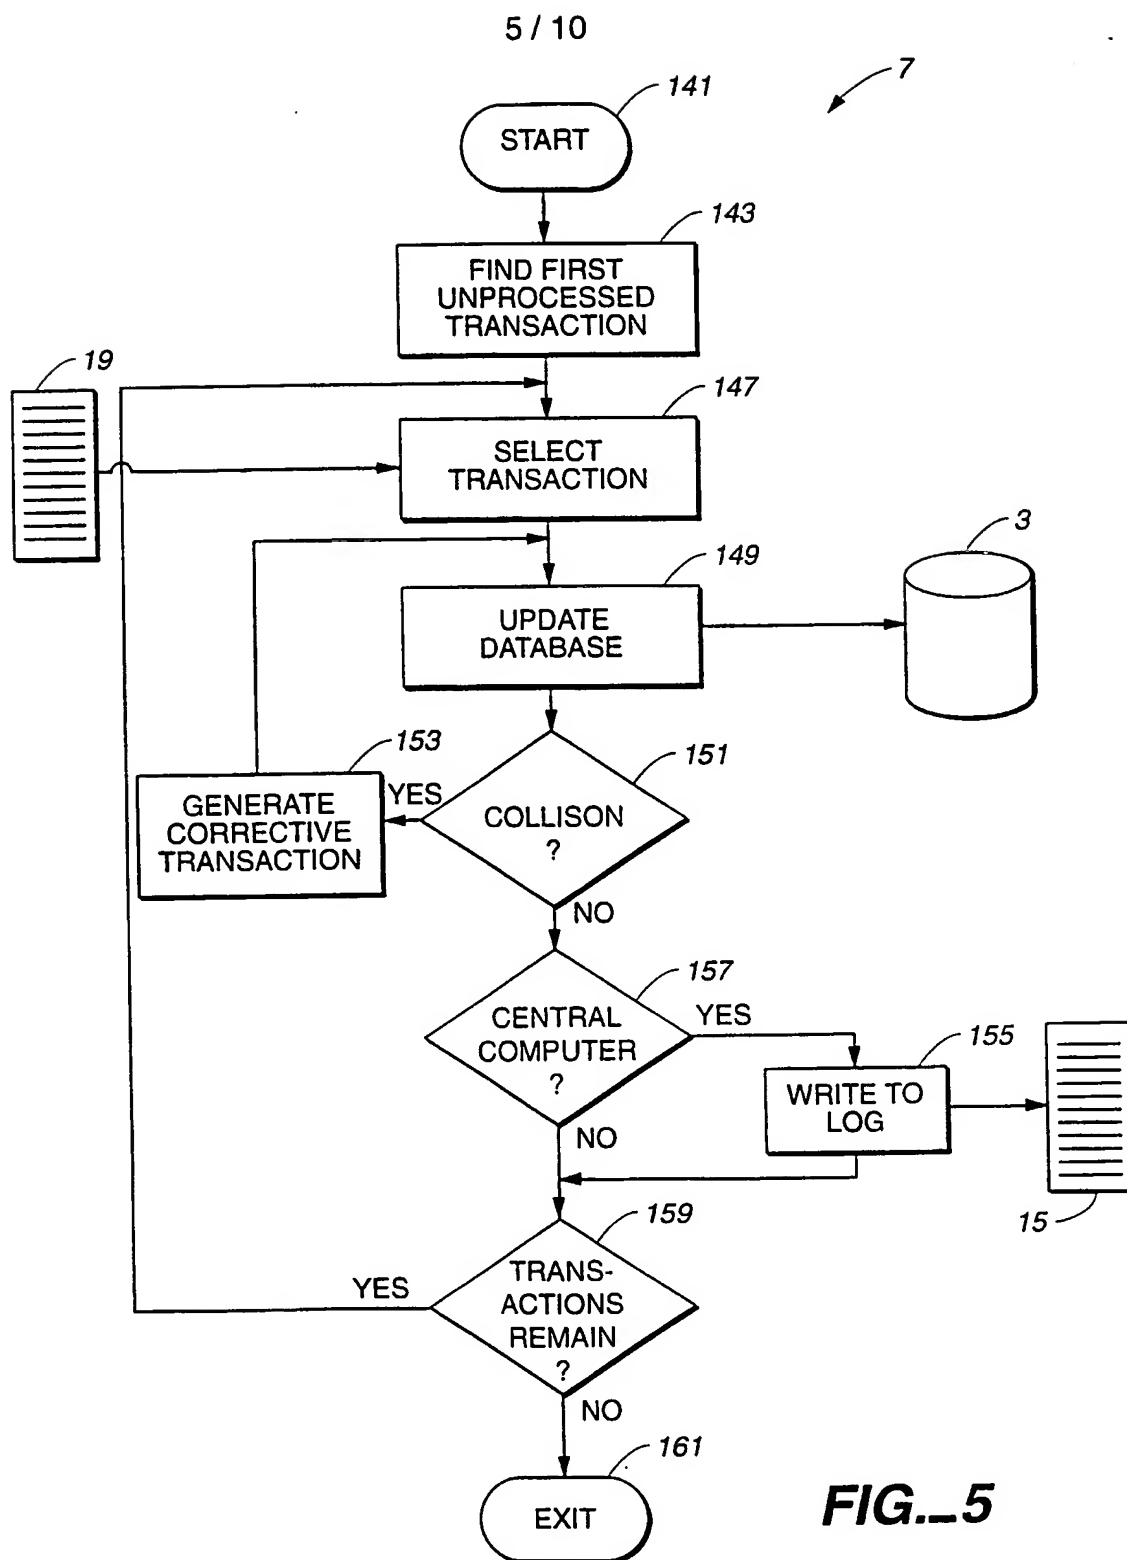 5 / 10
7
141
START
143
FIND FIRST
UNPROCESSED
TRANSACTION
19
147
SELECT
TRANSACTION
3
149
UPDATE
DATABASE
153
151
GENERATE
CORRECTIVE
TRANSACTION
YES
COLLISON
?
NO
157
CENTRAL
COMPUTER
?
YES
155
WRITE TO
LOG
NO
15
159
TRANS-
ACTIONS
REMAIN
?
YES
NO
161
EXIT
FIG._5